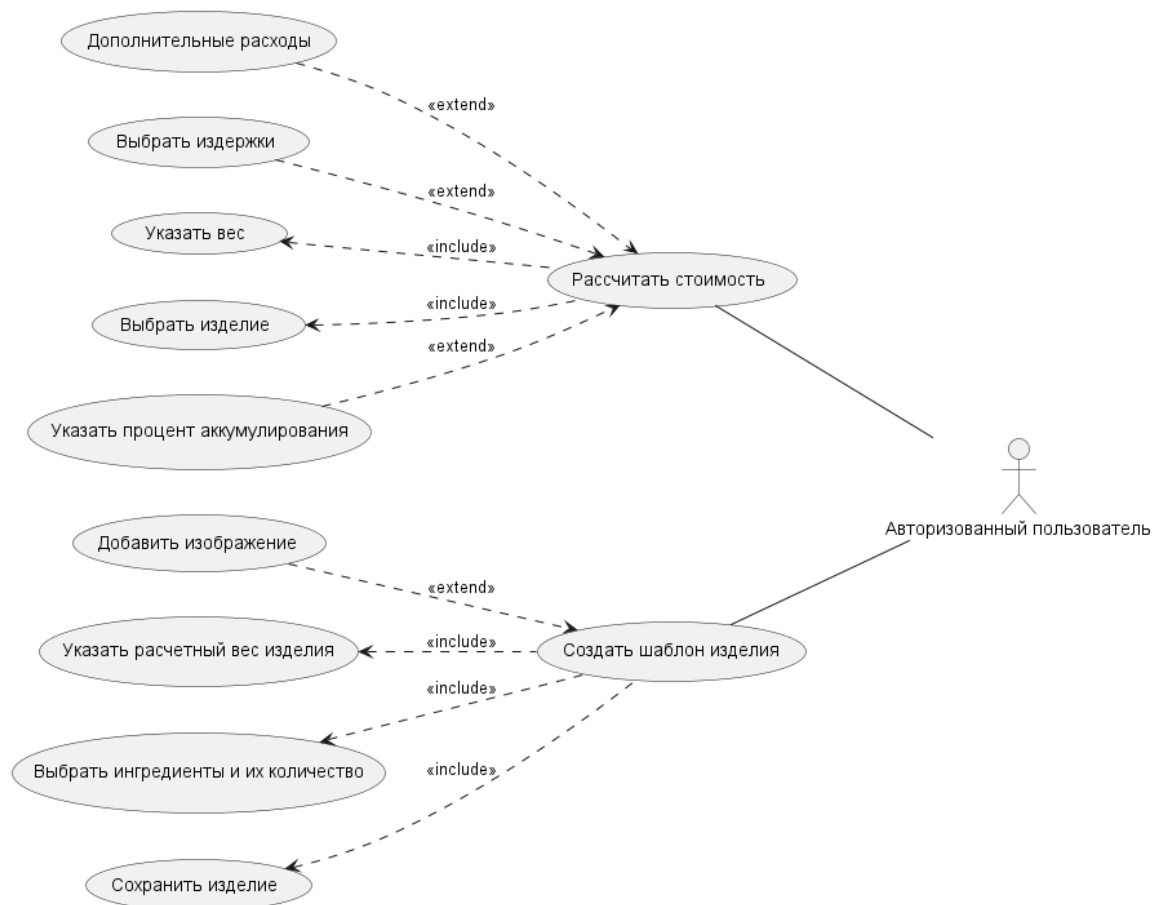 Дополнительные расходы
«extend»
Выбрать издержки
«extend»
Указать вес
«include»
Рассчитать стоимость
Выбрать изделие
«include»
«extend»
Указать процент аккумулирования
Авторизованный пользователь
Добавить изображение
«extend»
Указать расчетный вес изделия
«include»
Создать шаблон изделия
«include»
Выбрать ингредиенты и их количество
«include»
Сохранить изделие